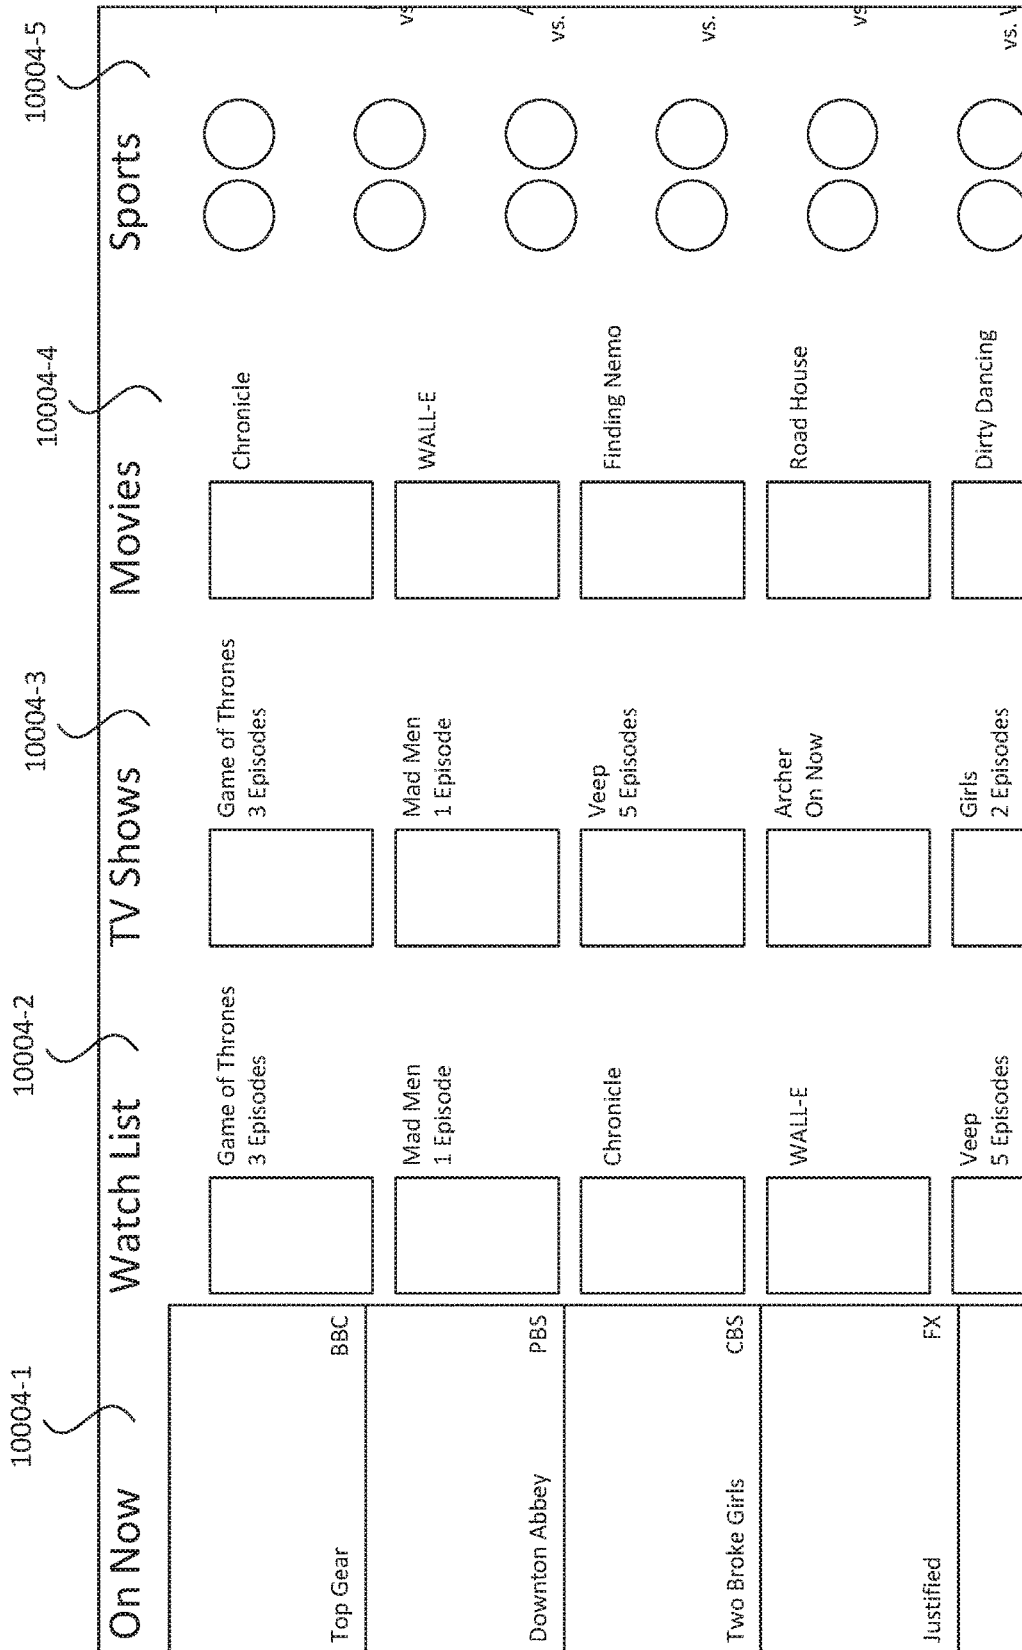 10004-1
10004-2
10004-3
10004-4
10004-5
On Now
Top Gear
BBC
Downton Abbey
PBS
Two Broke Girls
CBS
Justified
FX
Watch List
Game of Thrones
3 Episodes
Mad Men
1 Episode
Chronicle
WALL-E
Veep
5 Episodes
TV Shows
Game of Thrones
3 Episodes
Mad Men
1 Episode
Veep
5 Episodes
Archer
On Now
Girls
2 Episodes
Movies
Chronicle
WALL-E
Finding Nemo
Road House
Dirty Dancing
Sports
vs.
vs.
vs.
vs
vs.